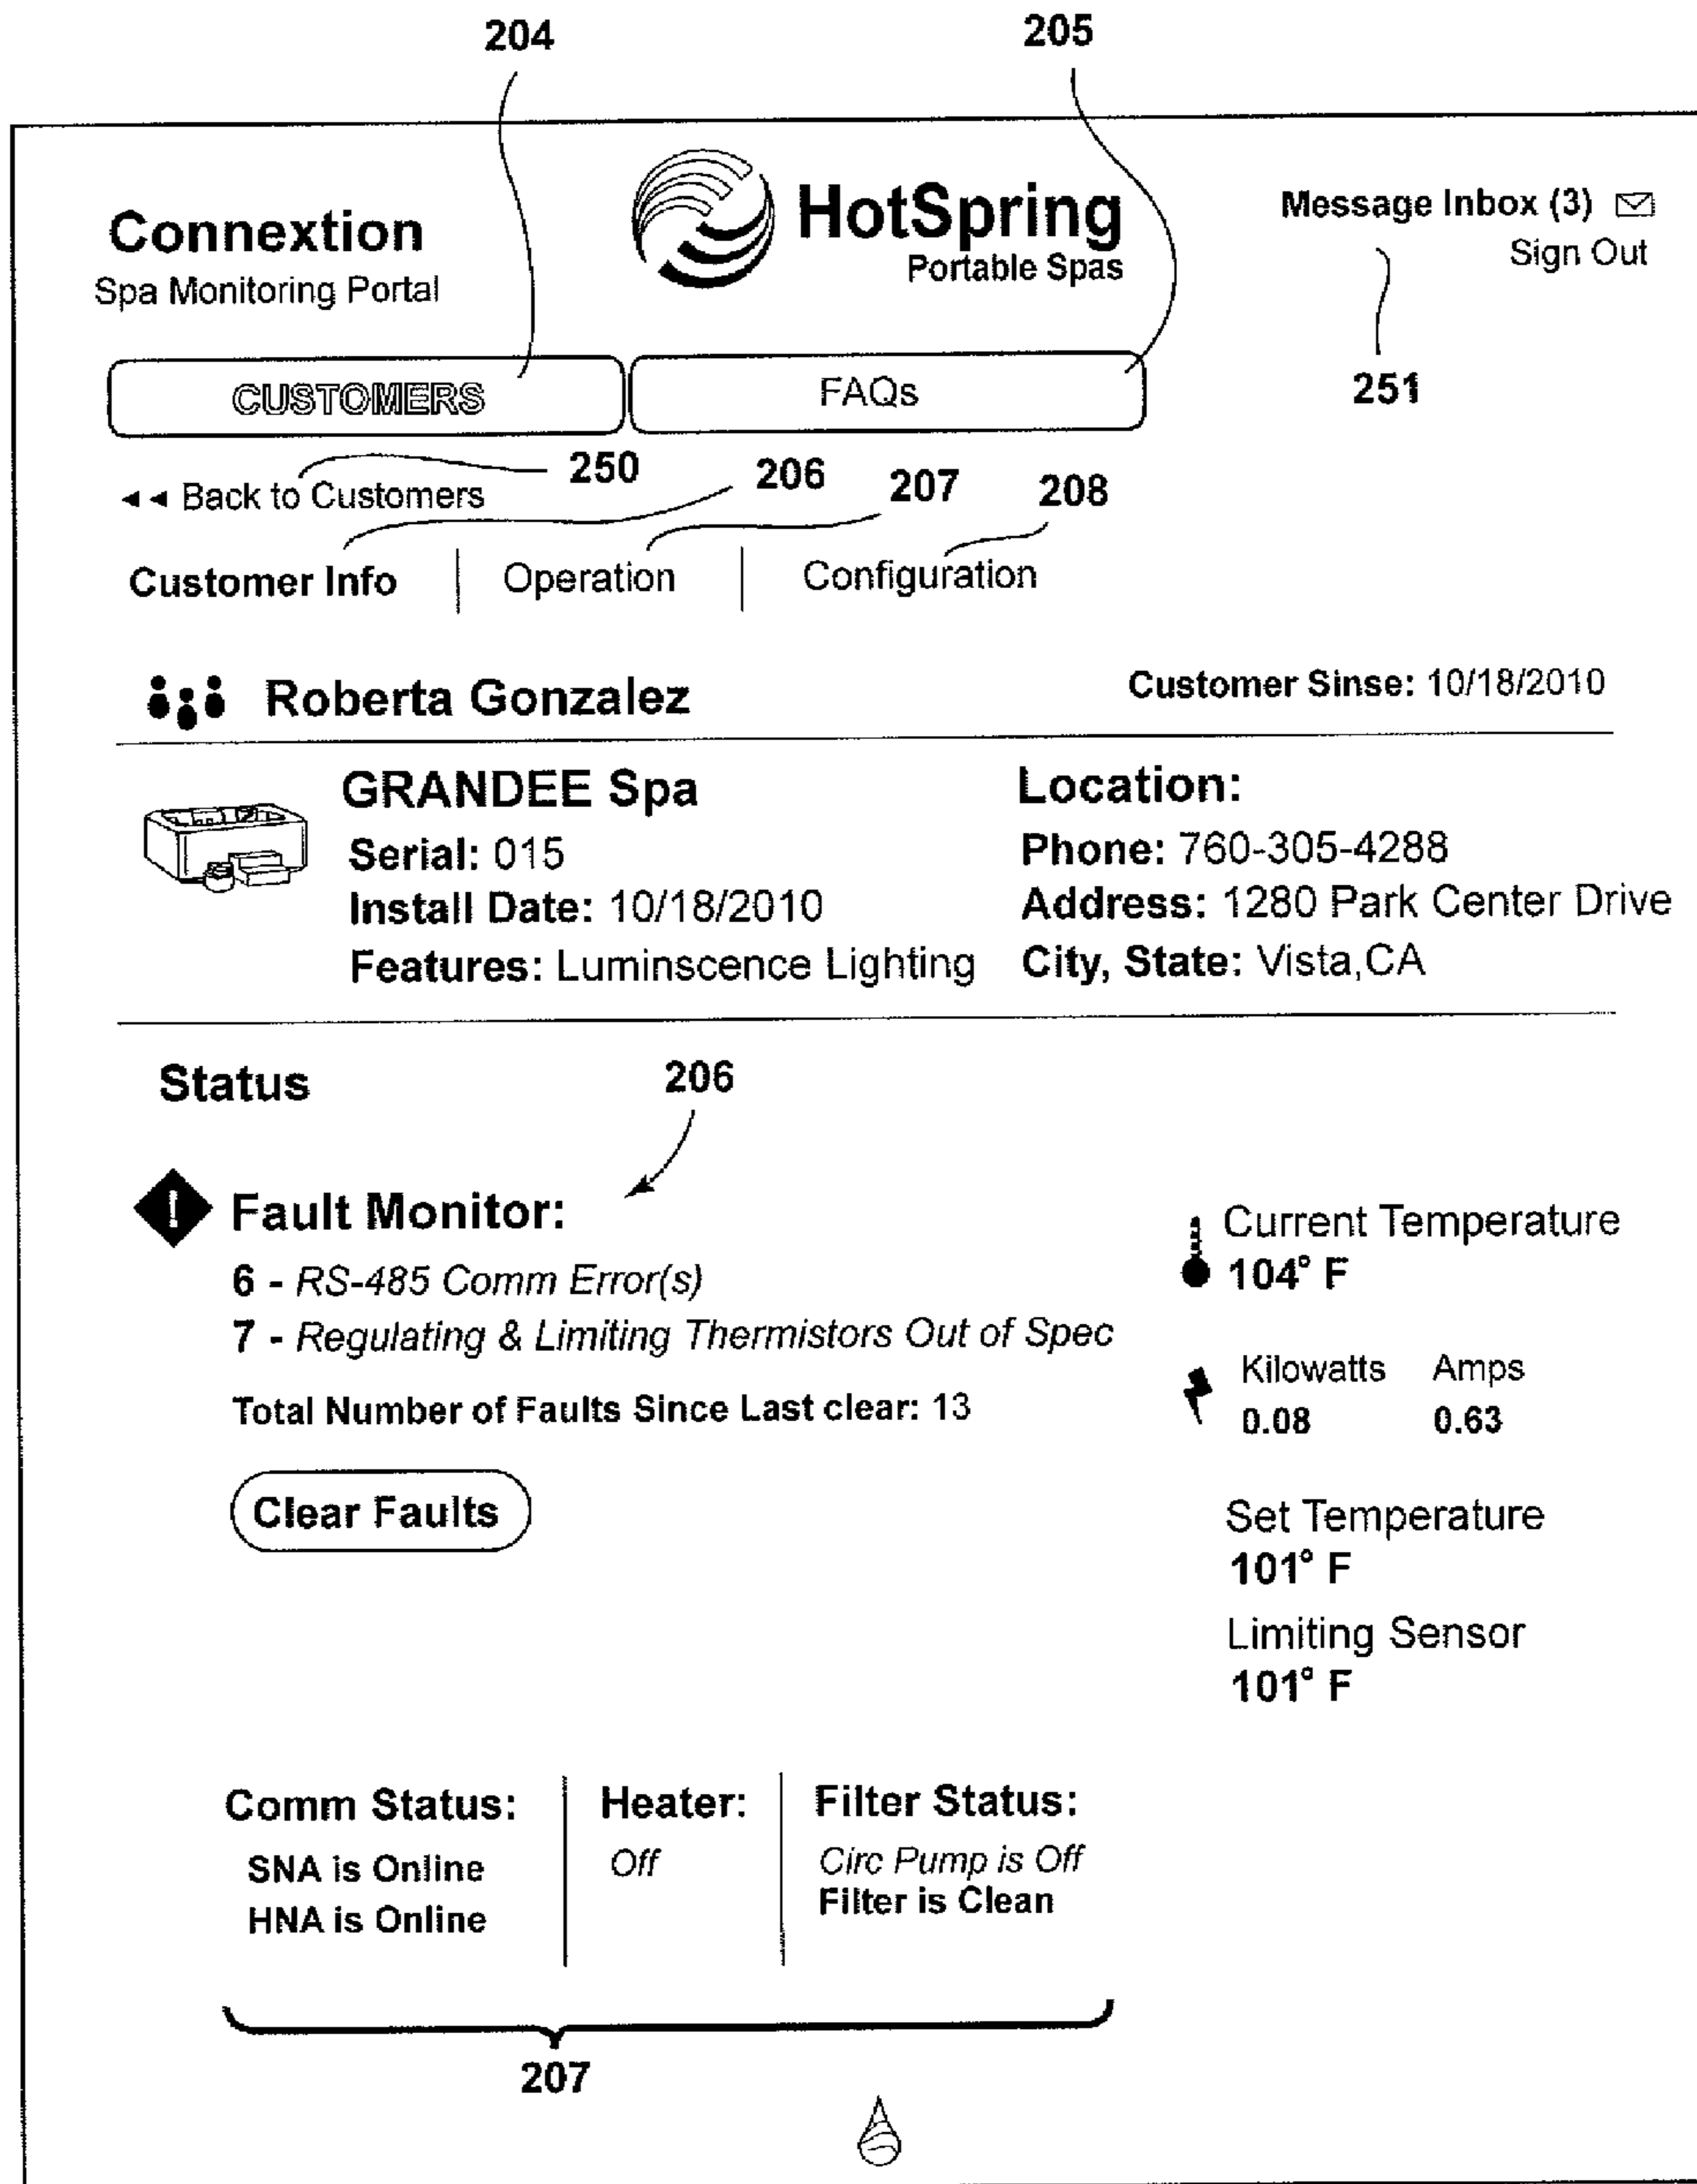 204
205
Connextion
Spa Monitoring Portal
HotSpring
Portable Spas
Message Inbox (3)
Sign Out
251
CUSTOMERS
FAQs
◄◄ Back to Customers
250
206
207
208
Customer Info | Operation | Configuration
Roberta Gonzalez
Customer Sinse: 10/18/2010
GRANDEE Spa
Serial: 015
Install Date: 10/18/2010
Features: Luminscence Lighting
Location:
Phone: 760-305-4288
Address: 1280 Park Center Drive
City, State: Vista,CA
Status
206
Fault Monitor:
6 - RS-485 Comm Error(s)
7 - Regulating & Limiting Thermistors Out of Spec
Total Number of Faults Since Last clear: 13
Clear Faults
Current Temperature
104° F
Kilowatts Amps
0.08 0.63
Set Temperature
101° F
Limiting Sensor
101° F
Comm Status:
SNA is Online
HNA is Online
Heater:
Off
Filter Status:
Circ Pump is Off
Filter is Clean
207